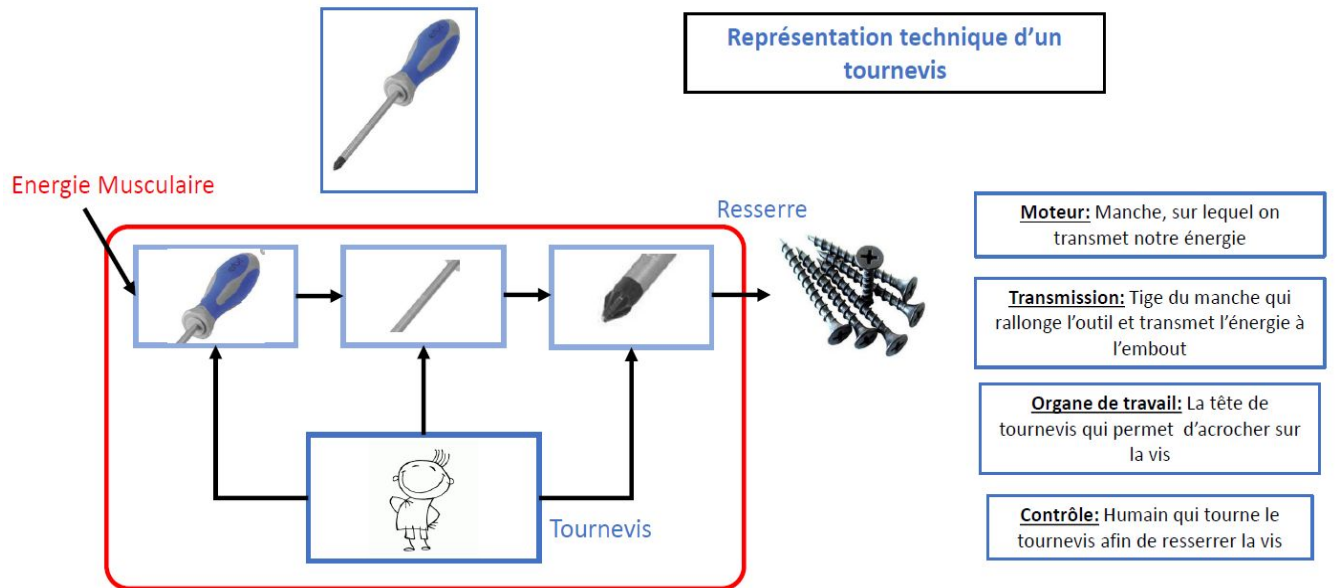 Représentation technique d'un
tournevis
Energie Musculaire
Resserre
Tournevis
Moteur: Manche, sur lequel on
transmet notre énergie
Transmission: Tige du manche qui
rallonge l'outil et transmet l'énergie à
l'embout
Organe de travail: La tête de
tournevis qui permet d'acrocher sur
la vis
Contrôle: Humain qui tourne le
tournevis afin de resserrer la vis